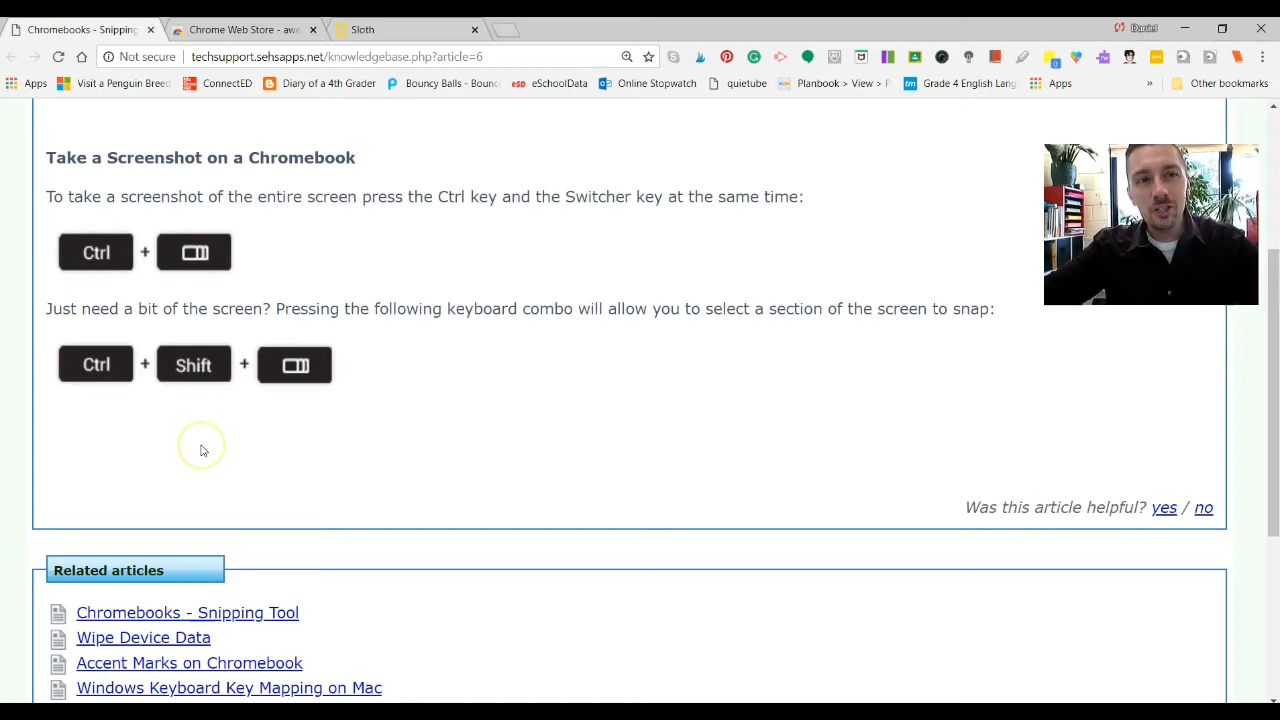 Chromebooks - Snipping
Chrome Web Store - awe
Sloth
Daniel
Not secure
techsupport.sehsapps.net/knowledgebase.php?article=6
Apps
Visit a Penguin Breed
ConnectED
Diary of a 4th Grader
Bouncy Balls - Boun
esd eSchoolData
Online Stopwatch
quietube
Planbook > View > P
tm Grade 4 English Lang
Apps
»
Other bookmarks
Take a Screenshot on a Chromebook
To take a screenshot of the entire screen press the Ctrl key and the Switcher key at the same time:
Ctrl +
Just need a bit of the screen? Pressing the following keyboard combo will allow you to select a section of the screen to snap:
Ctrl + Shift +
Was this article helpful? yes / no
Related articles
Chromebooks - Snipping Tool
Wipe Device Data
Accent Marks on Chromebook
Windows Keyboard Key Mapping on Mac